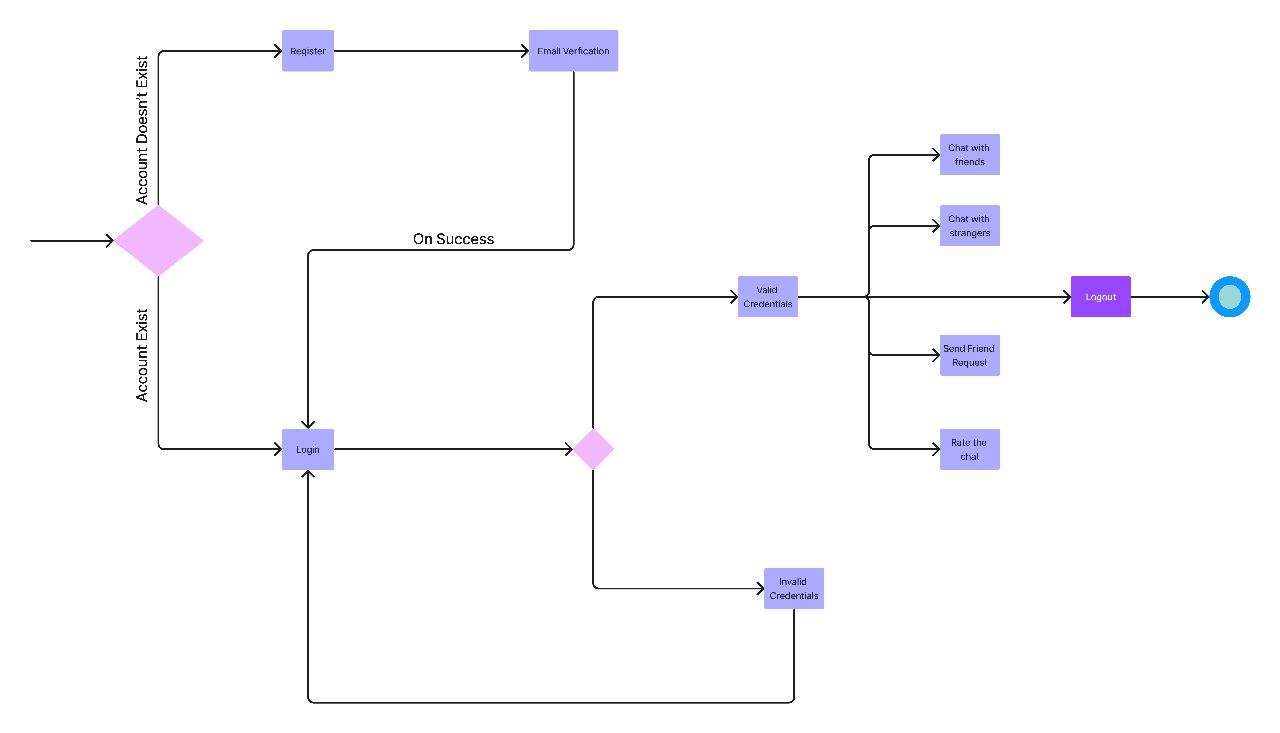 Register
Email Verfication
Account Doesn't Exist
Chat with
friends
Chat with
strangers
On Success
Valid
Credentials
Logout
Account Exist
Send Friend
Request
Login
Rate the
chat
Invalid
Credentials